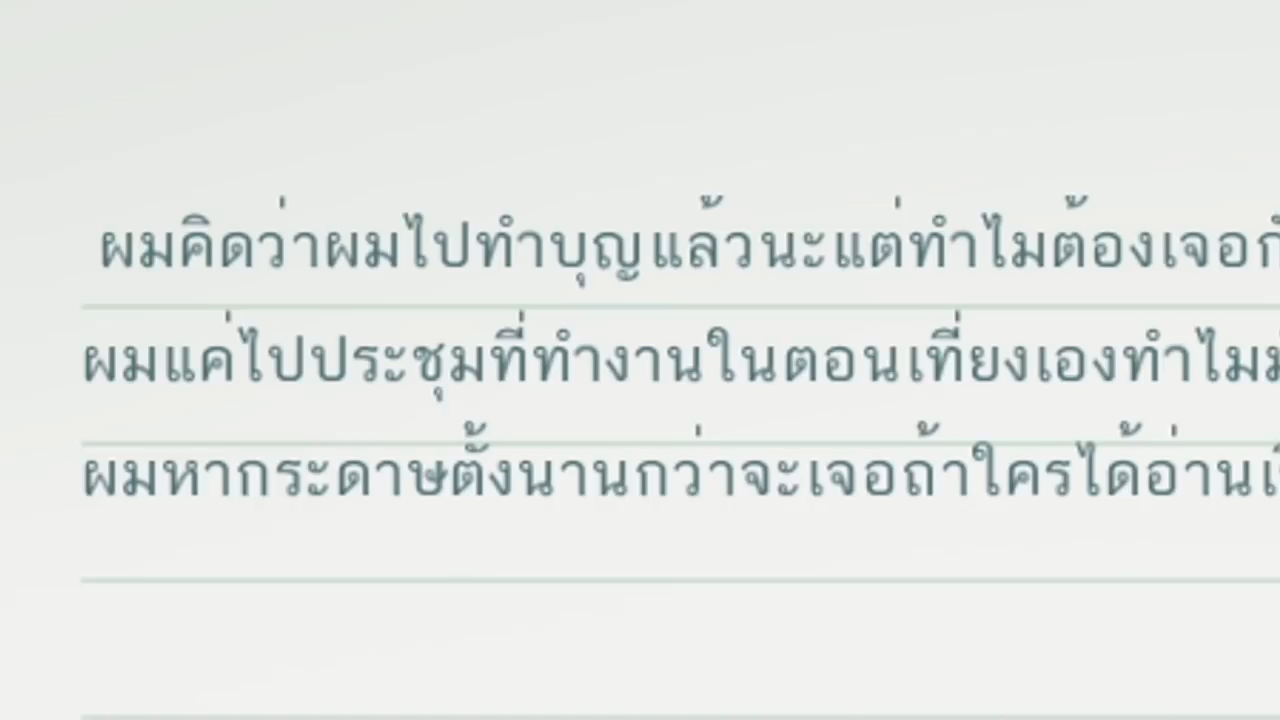 ผมคิดว่าผมไปทำบุญแล้วนะแต่ทำไมต้องเจอ
ผมแค่ไปประชุมที่ทำงานในตอนเที่ยงเองทำไม
ผมหากระดาษตั้งนานกว่าจะเจอถ้าใครได้อ่าน